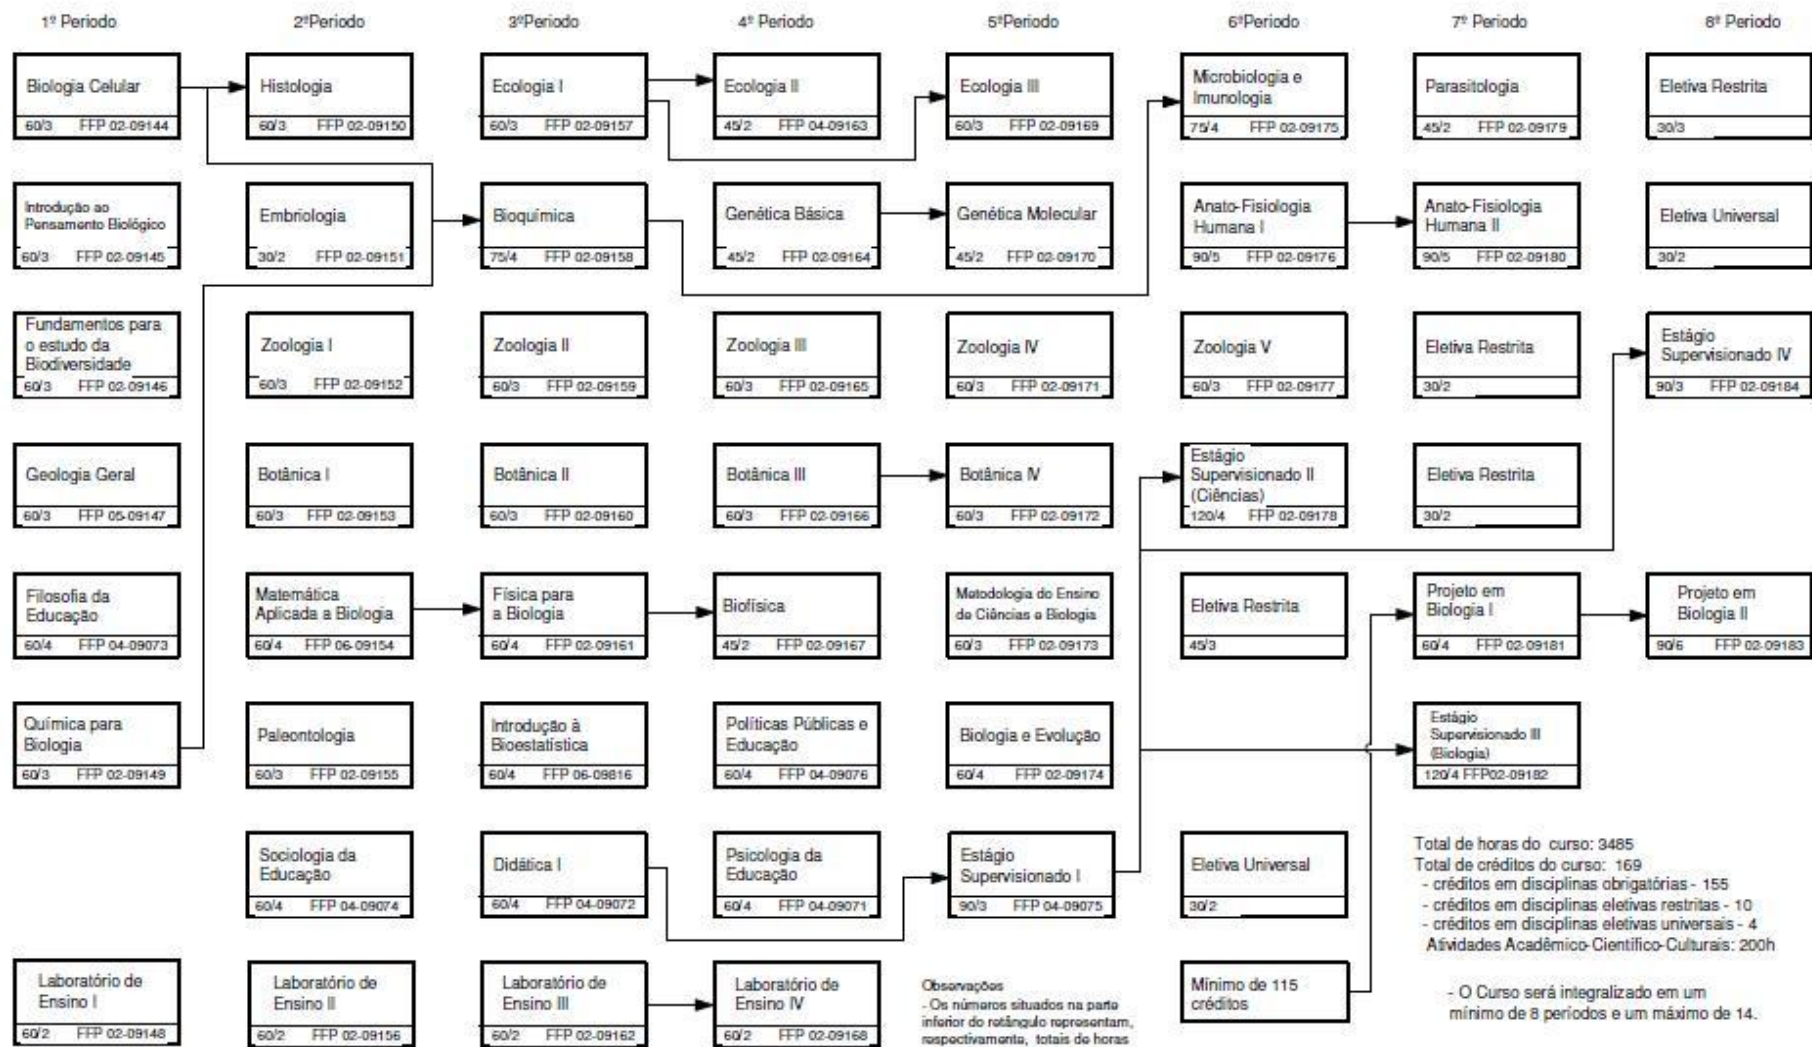 1º Periodo
2ºPeriodo
3ºPeriodo
4º Periodo
5ºPeriodo
6ºPeriodo
7º Periodo
8º Periodo
Biologia Celular
60/3 FFP 02-09144
Histologia
60/3 FFP 02-09150
Ecologia I
60/3 FFP 02-09157
Ecologia II
45/2 FFP 04-09163
Ecologia III
60/3 FFP 02-09169
Microbiologia e
Imunologia
75/4 FFP 02-09175
Parasitologia
45/2 FFP 02-09179
Eletiva Restrita
30/3
Introdução ao
Pensamento Biológico
60/3 FFP 02-09145
Embriologia
30/2 FFP 02-09151
Bioquímica
75/4 FFP 02-09158
Genética Básica
45/2 FFP 02-09164
Genética Molecular
45/2 FFP 02-09170
Anato-Fisiologia
Humana I
90/5 FFP 02-09176
Anato-Fisiologia
Humana II
90/5 FFP 02-09180
Eletiva Universal
30/2
Fundamentos para
o estudo da
Biodiversidade
60/3 FFP 02-09146
Zoologia I
60/3 FFP 02-09152
Zoologia II
60/3 FFP 02-09159
Zoologia III
60/3 FFP 02-09165
Zoologia IV
60/3 FFP 02-09171
Zoologia V
60/3 FFP 02-09177
Eletiva Restrita
30/2
Estágio
Supervisionado IV
90/3 FFP 02-09184
Geologia Geral
60/3 FFP 05-09147
Botânica I
60/3 FFP 02-09153
Botânica II
60/3 FFP 02-09160
Botânica III
60/3 FFP 02-09166
Botânica IV
60/3 FFP 02-09172
Estágio
Supervisionado II
(Ciências)
120/4 FFP 02-09178
Eletiva Restrita
30/2
Filosofia da
Educação
60/4 FFP 04-09073
Matemática
Aplicada a Biologia
60/4 FFP 06-09154
Física para
a Biologia
60/4 FFP 02-09161
Biofísica
45/2 FFP 02-09167
Metodologia do Ensino
de Ciências e Biologia
60/3 FFP 02-09173
Eletiva Restrita
45/3
Projeto em
Biologia I
60/4 FFP 02-09181
Projeto em
Biologia II
90/6 FFP 02-09183
Química para
Biologia
60/3 FFP 02-09149
Paleontologia
60/3 FFP 02-09155
Introdução à
Bioestatística
60/4 FFP 06-09816
Políticas Públicas e
Educação
60/4 FFP 04-09076
Biologia e Evolução
60/4 FFP 02-09174
Estágio
Supervisionado III
(Biologia)
120/4 FFP02-09182
Sociologia da
Educação
60/4 FFP 04-09074
Didática I
60/4 FFP 04-09072
Psicologia da
Educação
60/4 FFP 04-09071
Estágio
Supervisionado I
90/3 FFP 04-09075
Eletiva Universal
30/2
Total de horas do curso: 3485
Total de créditos do curso: 169
- créditos em disciplinas obrigatórias - 155
- créditos em disciplinas eletivas restritas - 10
- créditos em disciplinas eletivas universais - 4
Atividades Acadêmico-Científico-Culturais: 200h
Laboratório de
Ensino I
60/2 FFP 02-09148
Laboratório de
Ensino II
60/2 FFP 02-09156
Laboratório de
Ensino III
60/2 FFP 02-09162
Laboratório de
Ensino IV
60/2 FFP 02-09168
Observações
- Os números situados na parte
inferior do retângulo representam,
respectivamente, totais de horas
Mínimo de 115
créditos
- O Curso será integralizado em um
mínimo de 8 períodos e um máximo de 14.